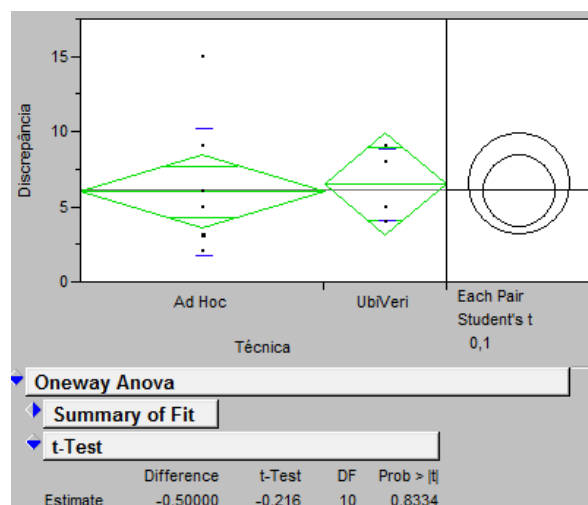 Discrepância
15
10
5
0
Ad Hoc
UbiVeri
Técnica
Each Pair
Student's t
0,1
Oneway Anova
Summary of Fit
t-Test
Difference t-Test DF Prob > |t|
Estimate -0.50000 -0.216 10 0.8334